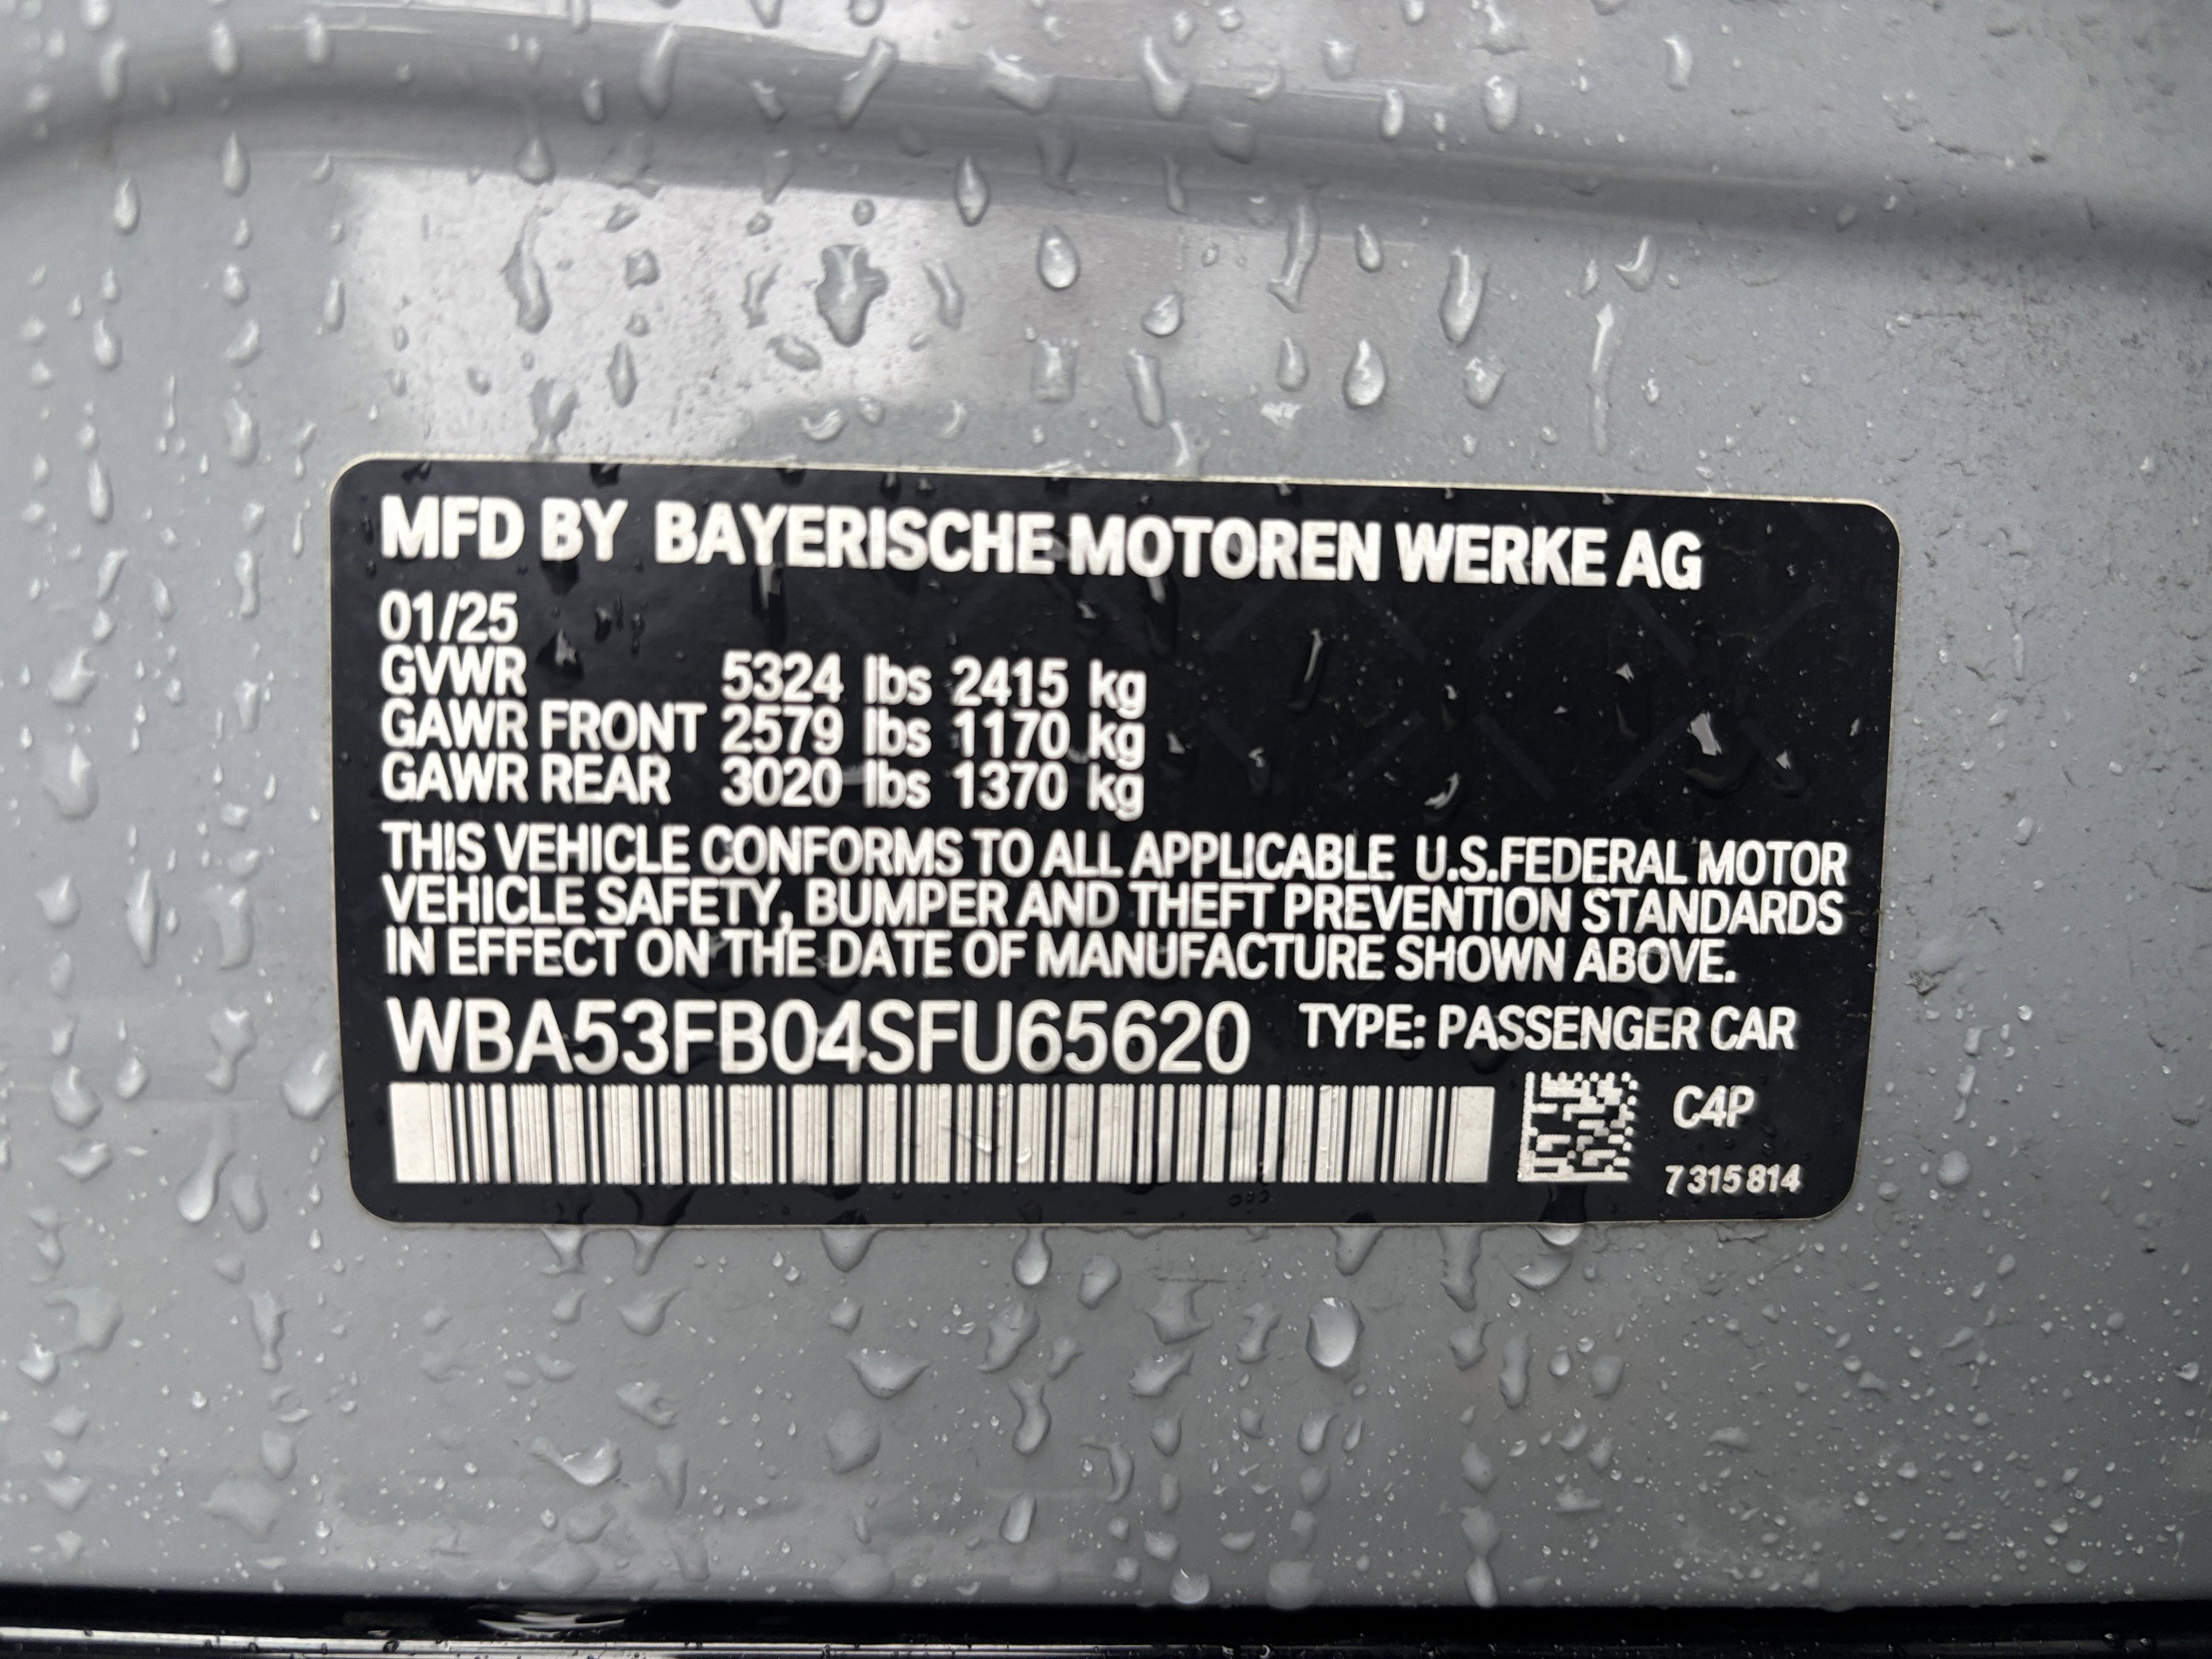 MFD BY BAYERISCHE MOTOREN WERKE AG
01/25
GVWR 5324 lbs 2415 kg
GAWR FRONT 2579 lbs 1170 kg
GAWR REAR 3020 lbs 1370 kg
THIS VEHICLE CONFORMS TO ALL APPLICABLE U.S.FEDERAL MOTOR
VEHICLE SAFETY, BUMPER AND THEFT PREVENTION STANDARDS
IN EFFECT ON THE DATE OF MANUFACTURE SHOWN ABOVE.
WBA53FB04SFU65620 TYPE: PASSENGER CAR
C4P
7 315 814